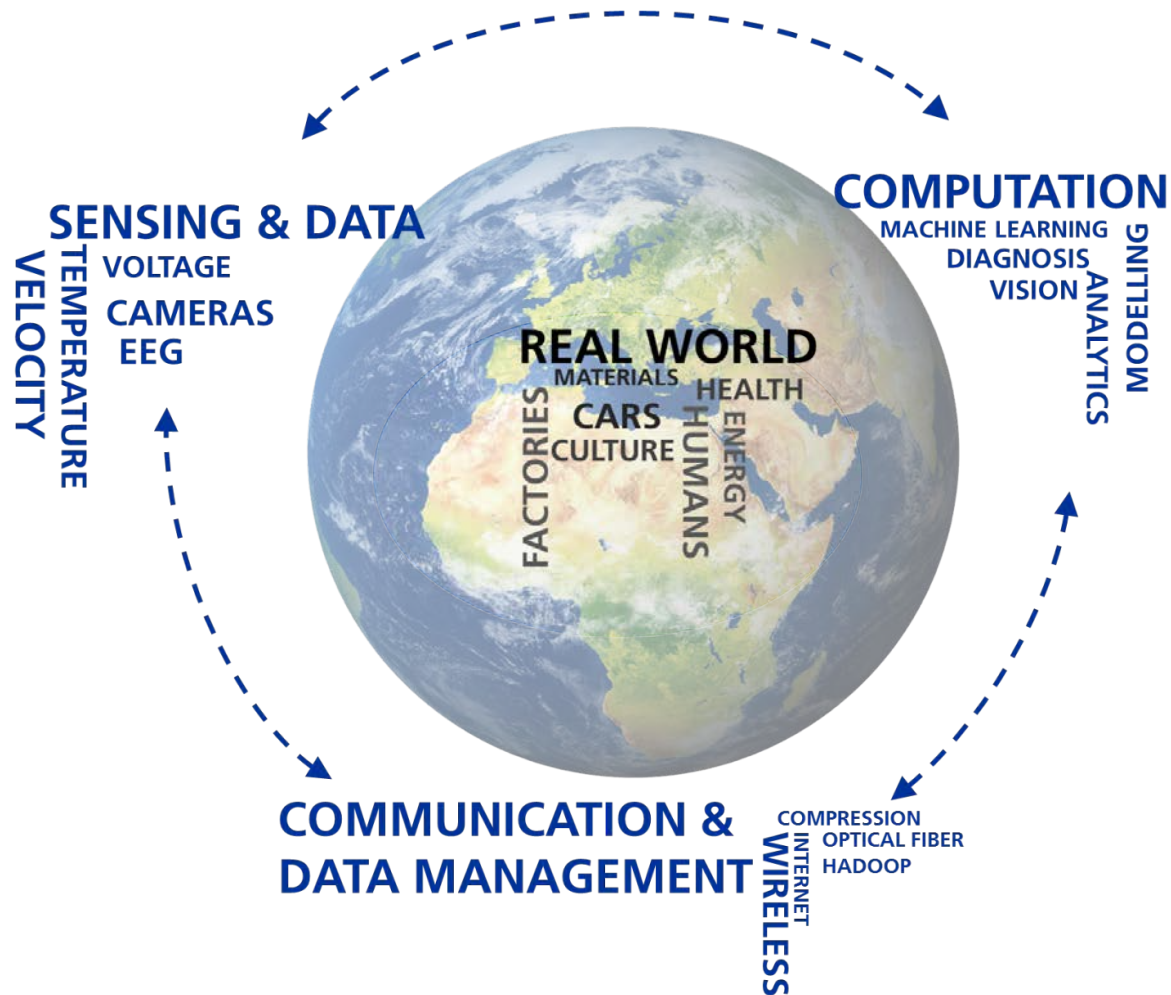 SENSING & DATA
VOLTAGE
CAMERAS
EEG
TEMPERATURE
VELOCITY
COMPUTATION
MACHINE LEARNING
DIAGNOSIS
VISION
ANALYTICS
MODELLING
REAL WORLD
MATERIALS
HEALTH
CARS
CULTURE
FACTORIES
HUMANS
ENERGY
COMMUNICATION &
DATA MANAGEMENT
COMPRESSION
OPTICAL FIBER
HADOOP
INTERNET
WIRELESS